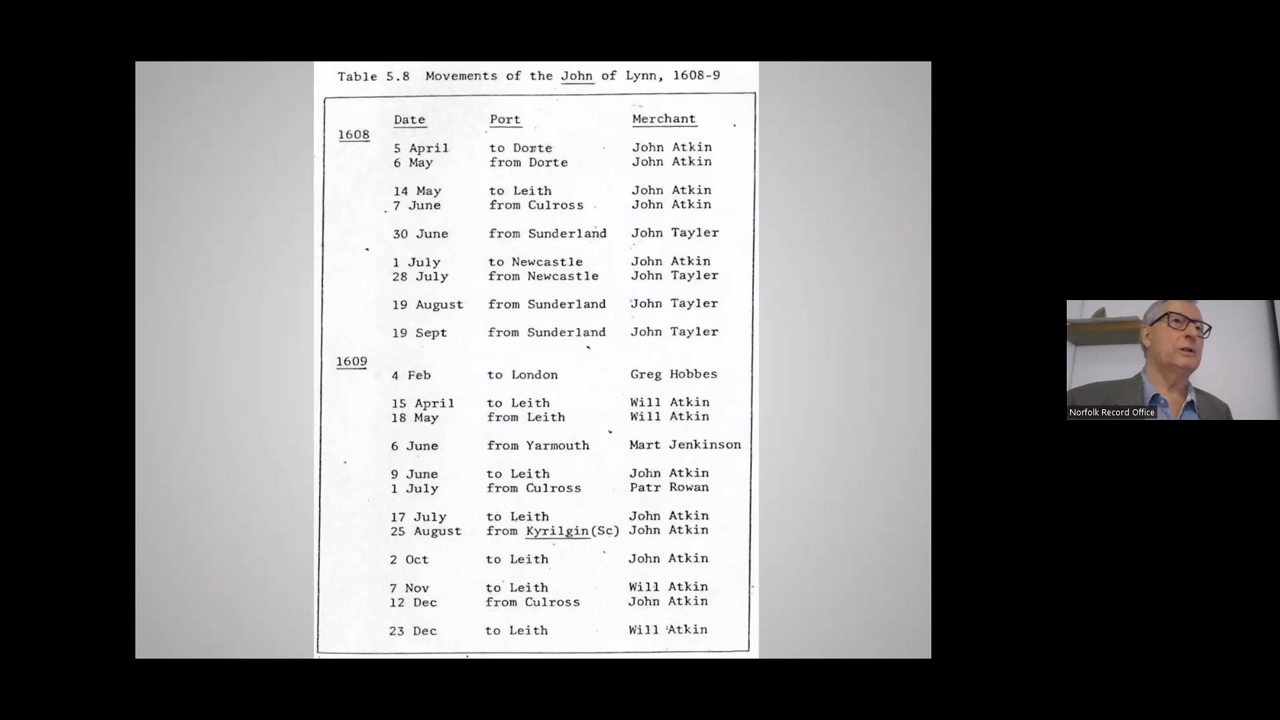 Table 5.8 Movements of the John of Lynn, 1608-9
Date Port Merchant
1608
5 April to Dorte John Atkin
6 May from Dorte John Atkin
14 May to Leith John Atkin
7 June from Culross John Atkin
30 June from Sunderland John Tayler
1 July to Newcastle John Atkin
28 July from Newcastle John Tayler
19 August from Sunderland John Tayler
19 Sept from Sunderland John Tayler
1609
4 Feb to London Greg Hobbes
15 April to Leith Will Atkin
18 May from Leith Will Atkin
6 June from Yarmouth Mart Jenkinson
9 June to Leith John Atkin
1 July from Culross Patr Rowan
17 July to Leith John Atkin
25 August from Kyrilgin(Sc) John Atkin
2 Oct to Leith John Atkin
7 Nov to Leith Will Atkin
12 Dec from Culross John Atkin
23 Dec to Leith Will Atkin
Norfolk Record Office